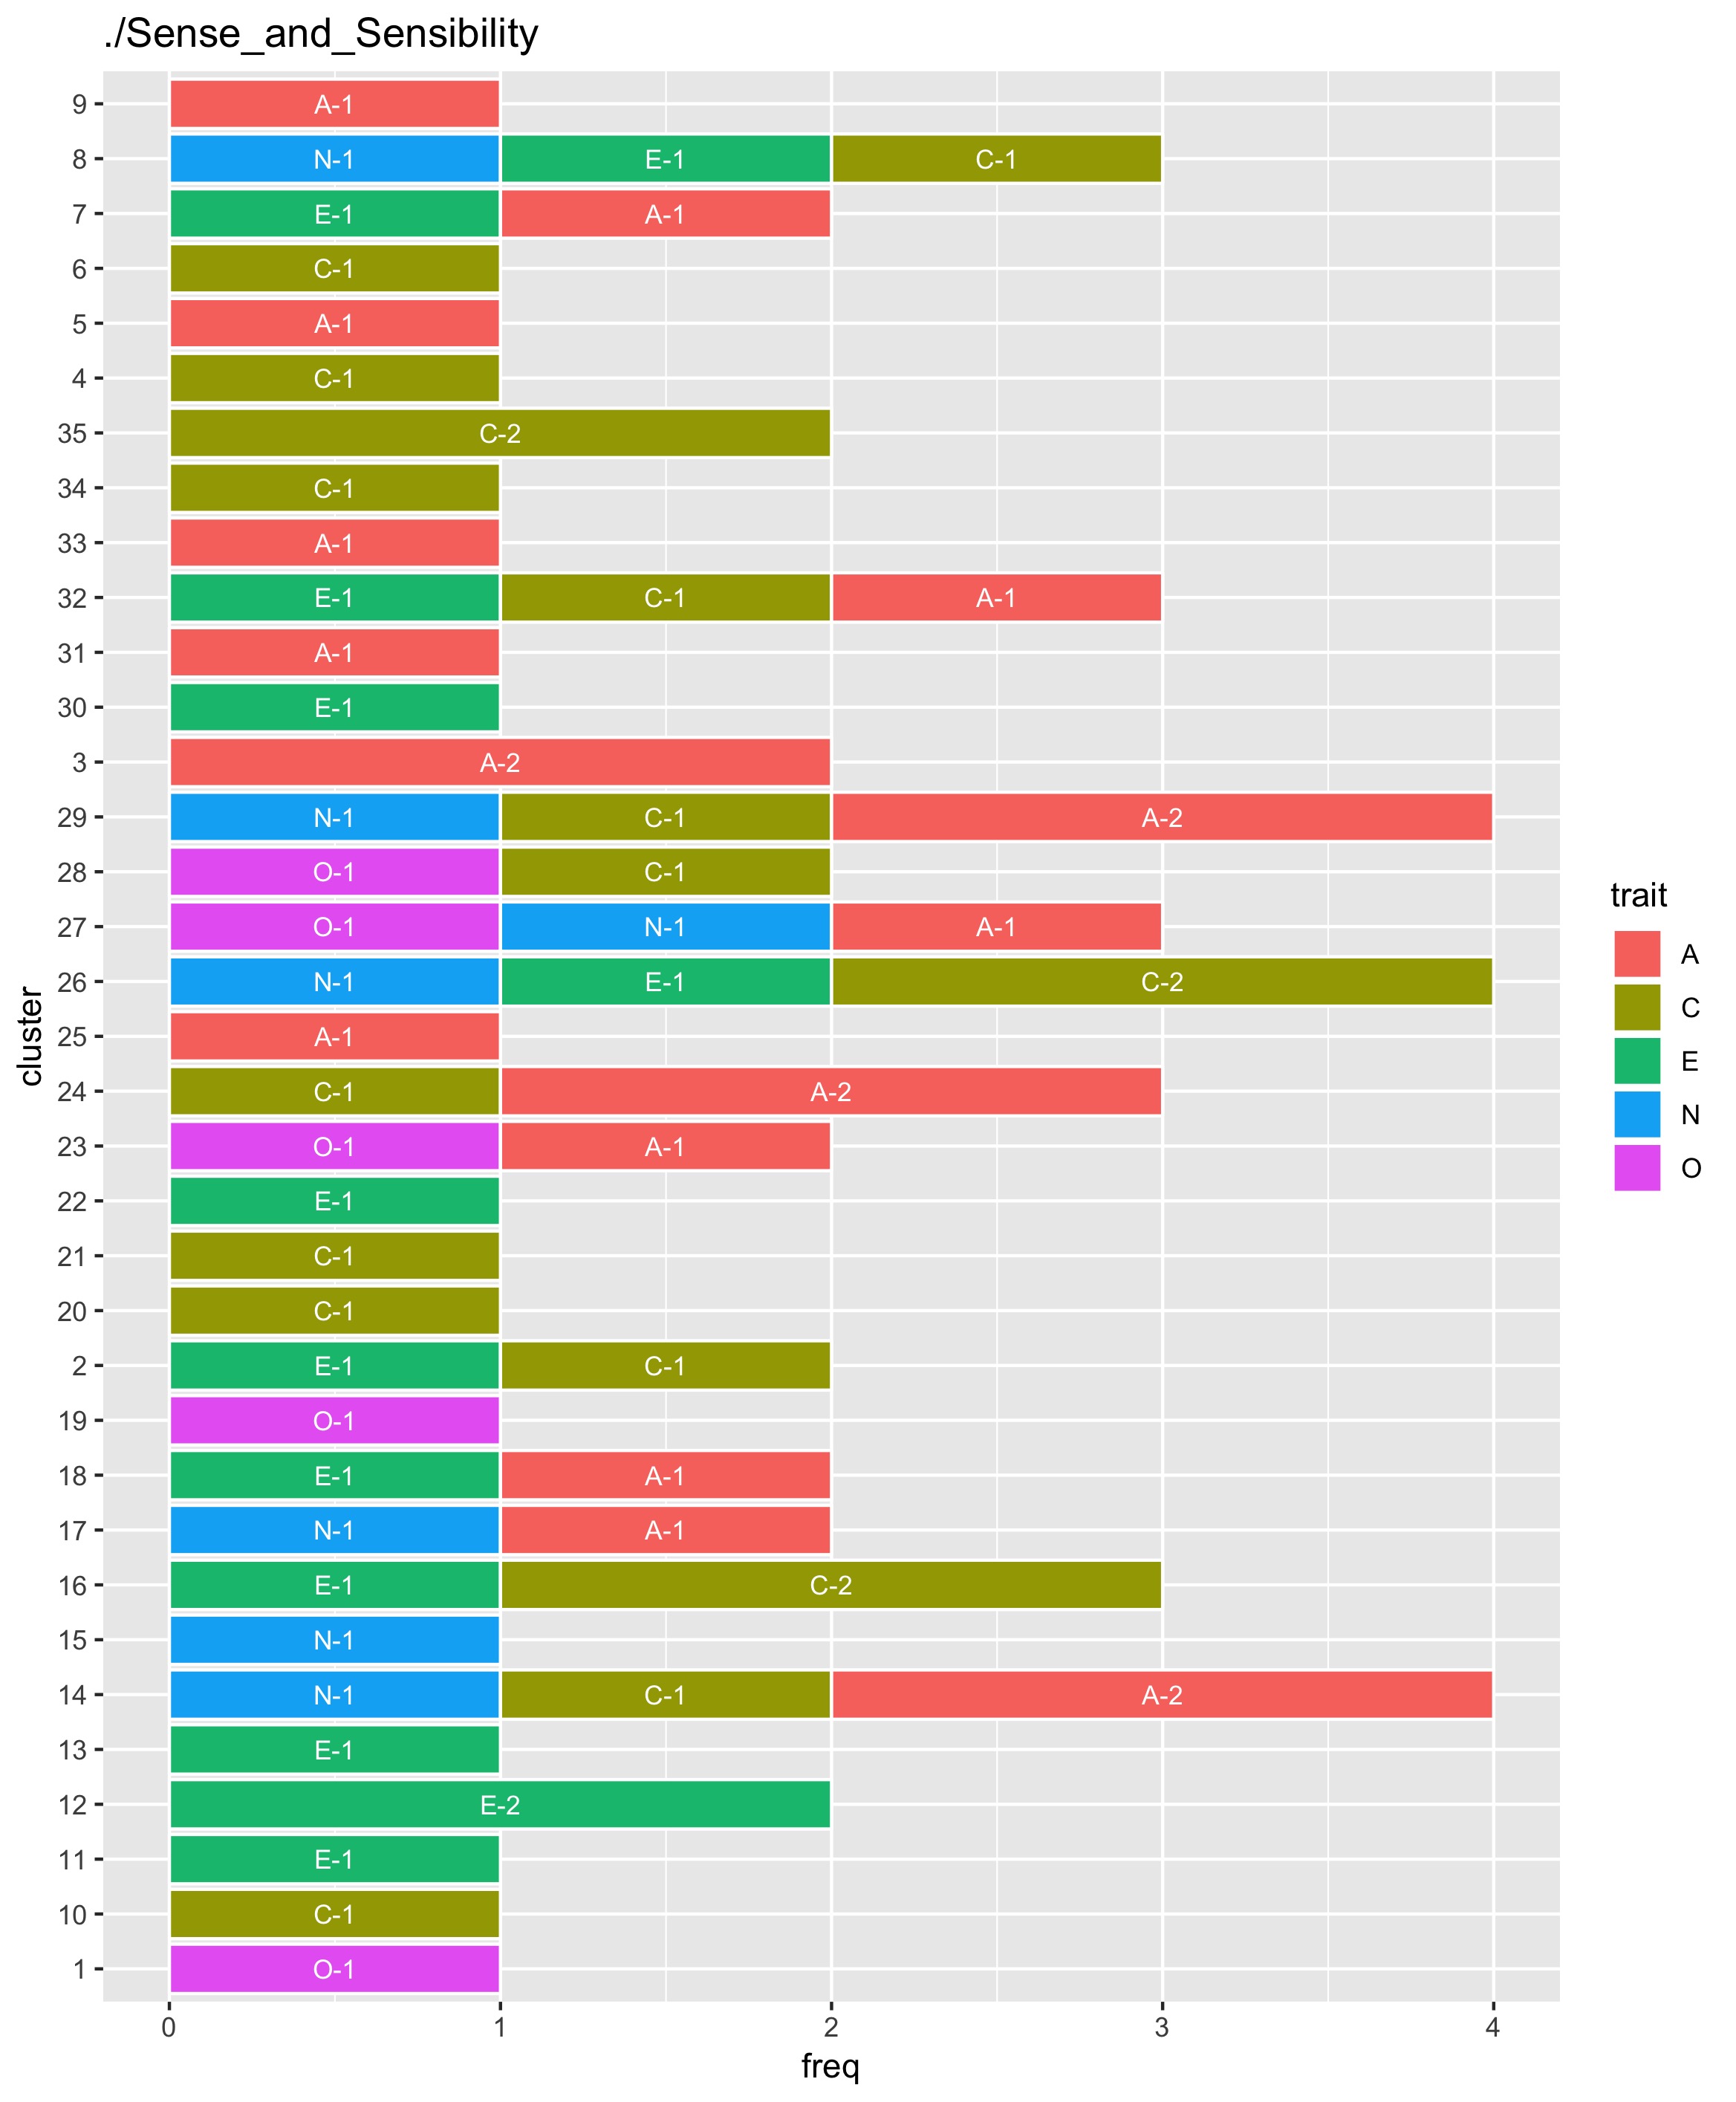 ./Sense_and_Sensibility
9 A-1
8 N-1 E-1 C-1
7 E-1 A-1
6 C-1
5 A-1
4 C-1
35 C-2
34 C-1
33 A-1
32 E-1 C-1 A-1
31 A-1
30 E-1
3 A-2
29 N-1 C-1 A-2
28 O-1 C-1
27 O-1 N-1 A-1
26 N-1 E-1 C-2
25 A-1
24 C-1 A-2
23 O-1 A-1
22 E-1
21 C-1
20 C-1
2 E-1 C-1
19 O-1
18 E-1 A-1
17 N-1 A-1
16 E-1 C-2
15 N-1
14 N-1 C-1 A-2
13 E-1
12 E-2
11 E-1
10 C-1
1 O-1
0 1 2 3 4
freq
cluster
trait
A
C
E
N
O